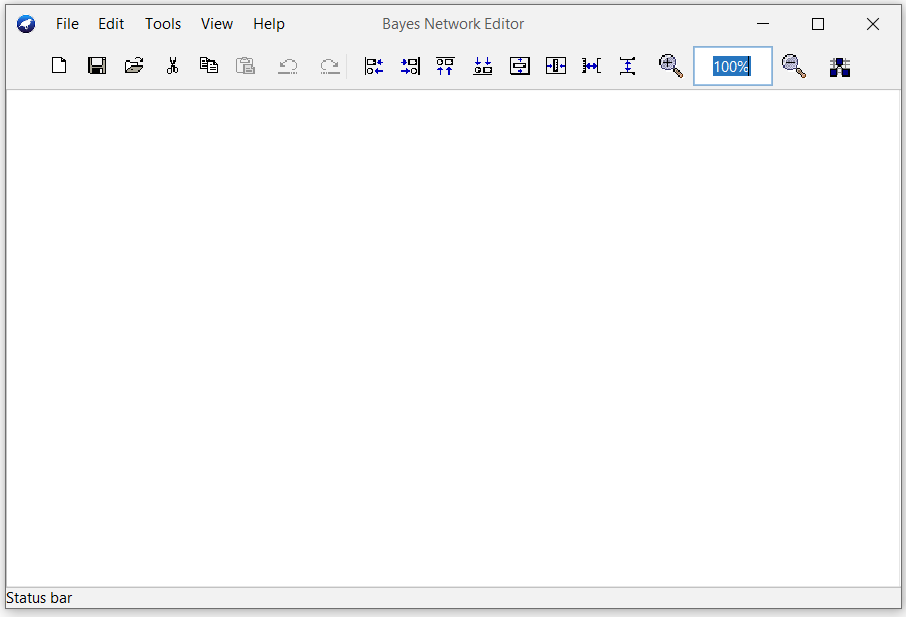 File Edit Tools View Help Bayes Network Editor
100%
Status bar